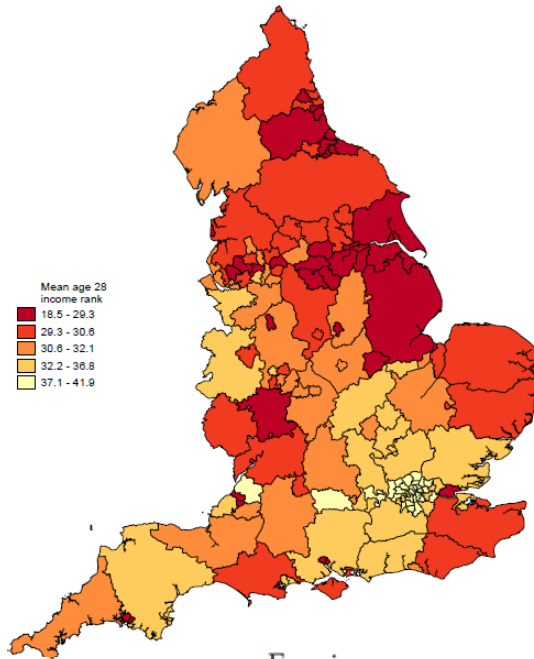 Mean age 28
income rank
18.5 - 29.3
29.3 - 30.6
30.6 - 32.1
32.2 - 36.8
37.1 - 41.9